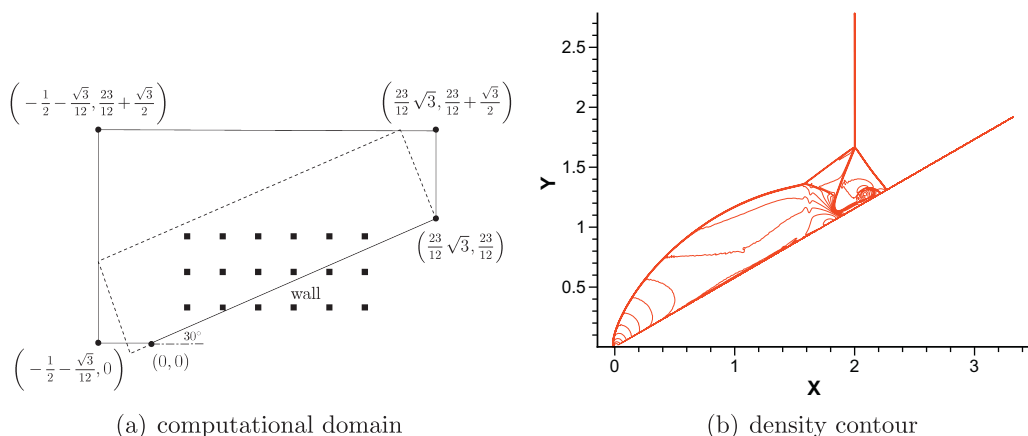 (-1/2 - √3/12, 23/12 + √3/2)
(23/12 √3, 23/12 + √3/2)
(23/12 √3, 23/12)
wall
30°
(-1/2 - √3/12, 0)
(0, 0)
(a) computational domain
2.5
2
1.5
1
0.5
Y
0
1
2
3
X
(b) density contour